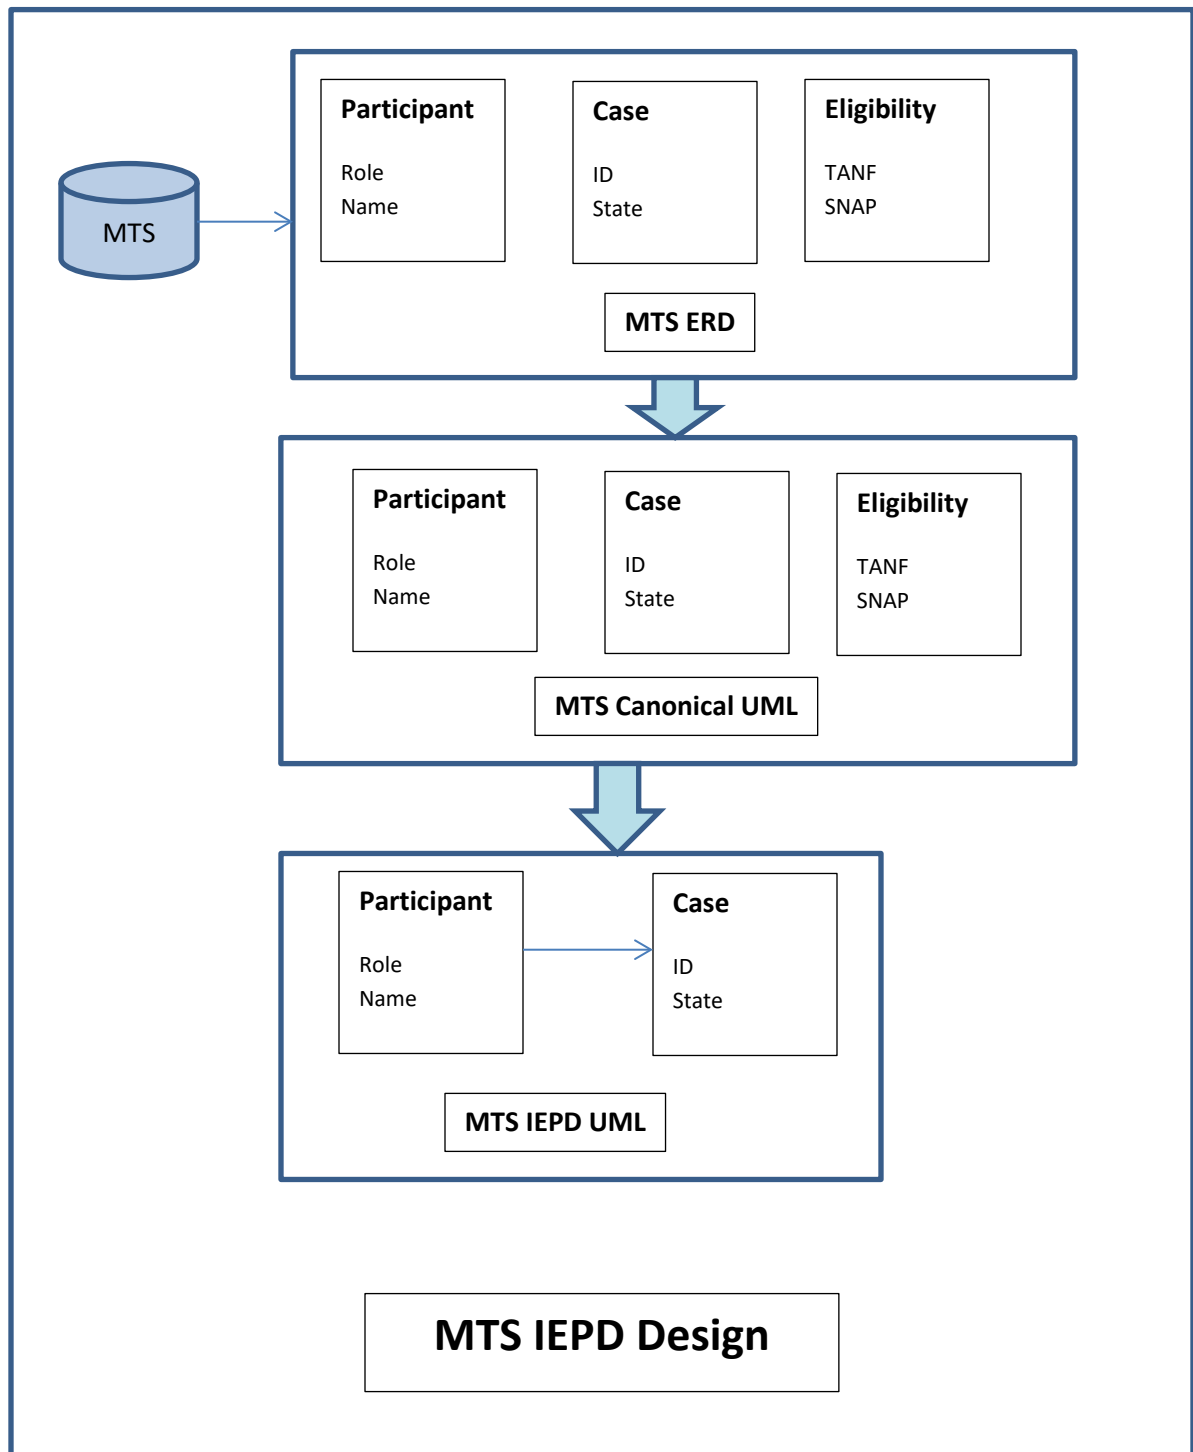 Participant
Role
Name
Case
ID
State
Eligibility
TANF
SNAP
MTS
MTS ERD
Participant
Role
Name
Case
ID
State
Eligibility
TANF
SNAP
MTS Canonical UML
Participant
Role
Name
Case
ID
State
MTS IEPD UML
MTS IEPD Design